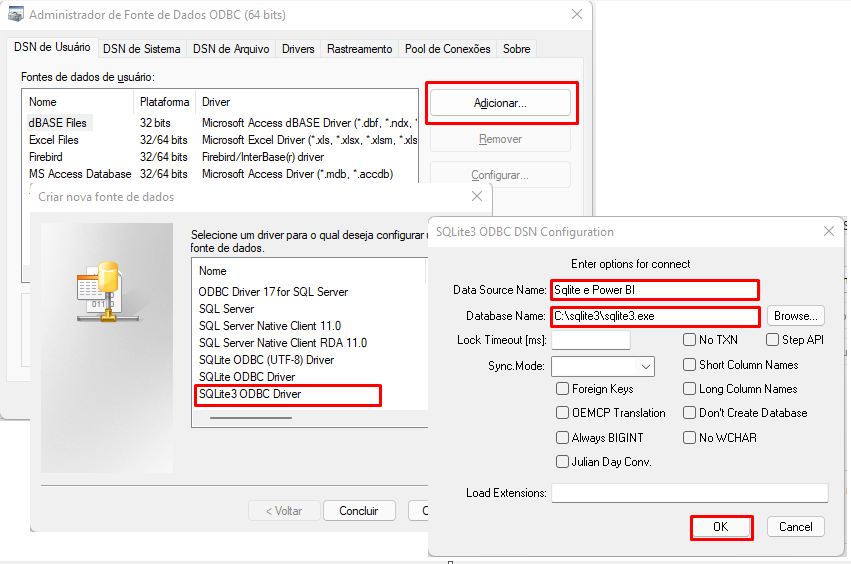 Administrador de Fonte de Dados ODBC (64 bits)
DSN de Usuário DSN de Sistema DSN de Arquivo Drivers Rastreamento Pool de Conexões Sobre
Fontes de dados de usuário:
Nome Plataforma Driver
dBASE Files 32 bits Microsoft Access dBASE Driver (*.dbf, *.ndx, *
Excel Files 32/64 bits Microsoft Excel Driver (*.xls, *.xlsx, *.xlsm, *.xls
Firebird 32/64 bits Firebird/InterBase(r) driver
MS Access Database 32/64 bits Microsoft Access Driver (*.mdb, *.accdb)
Adicionar...
Remover
Configurar...
Criar nova fonte de dados
Selecione um driver para o qual deseja configurar
fonte de dados.
Nome
ODBC Driver 17 for SQL Server
SQL Server
SQL Server Native Client 11.0
SQL Server Native Client RDA 11.0
SQLite ODBC (UTF-8) Driver
SQLite ODBC Driver
SQLite3 ODBC Driver
< Voltar Concluir
SQLite3 ODBC DSN Configuration
Enter options for connect
Data Source Name: Sqlite e Power BI
Database Name: C:\sqlite3\sqlite3.exe Browse...
Lock Timeout [ms]: No TXN Step API
Sync.Mode: Short Column Names
Foreign Keys Long Column Names
OEMCP Translation Don't Create Database
Always BIGINT No WCHAR
Julian Day Conv.
Load Extensions:
OK Cancel